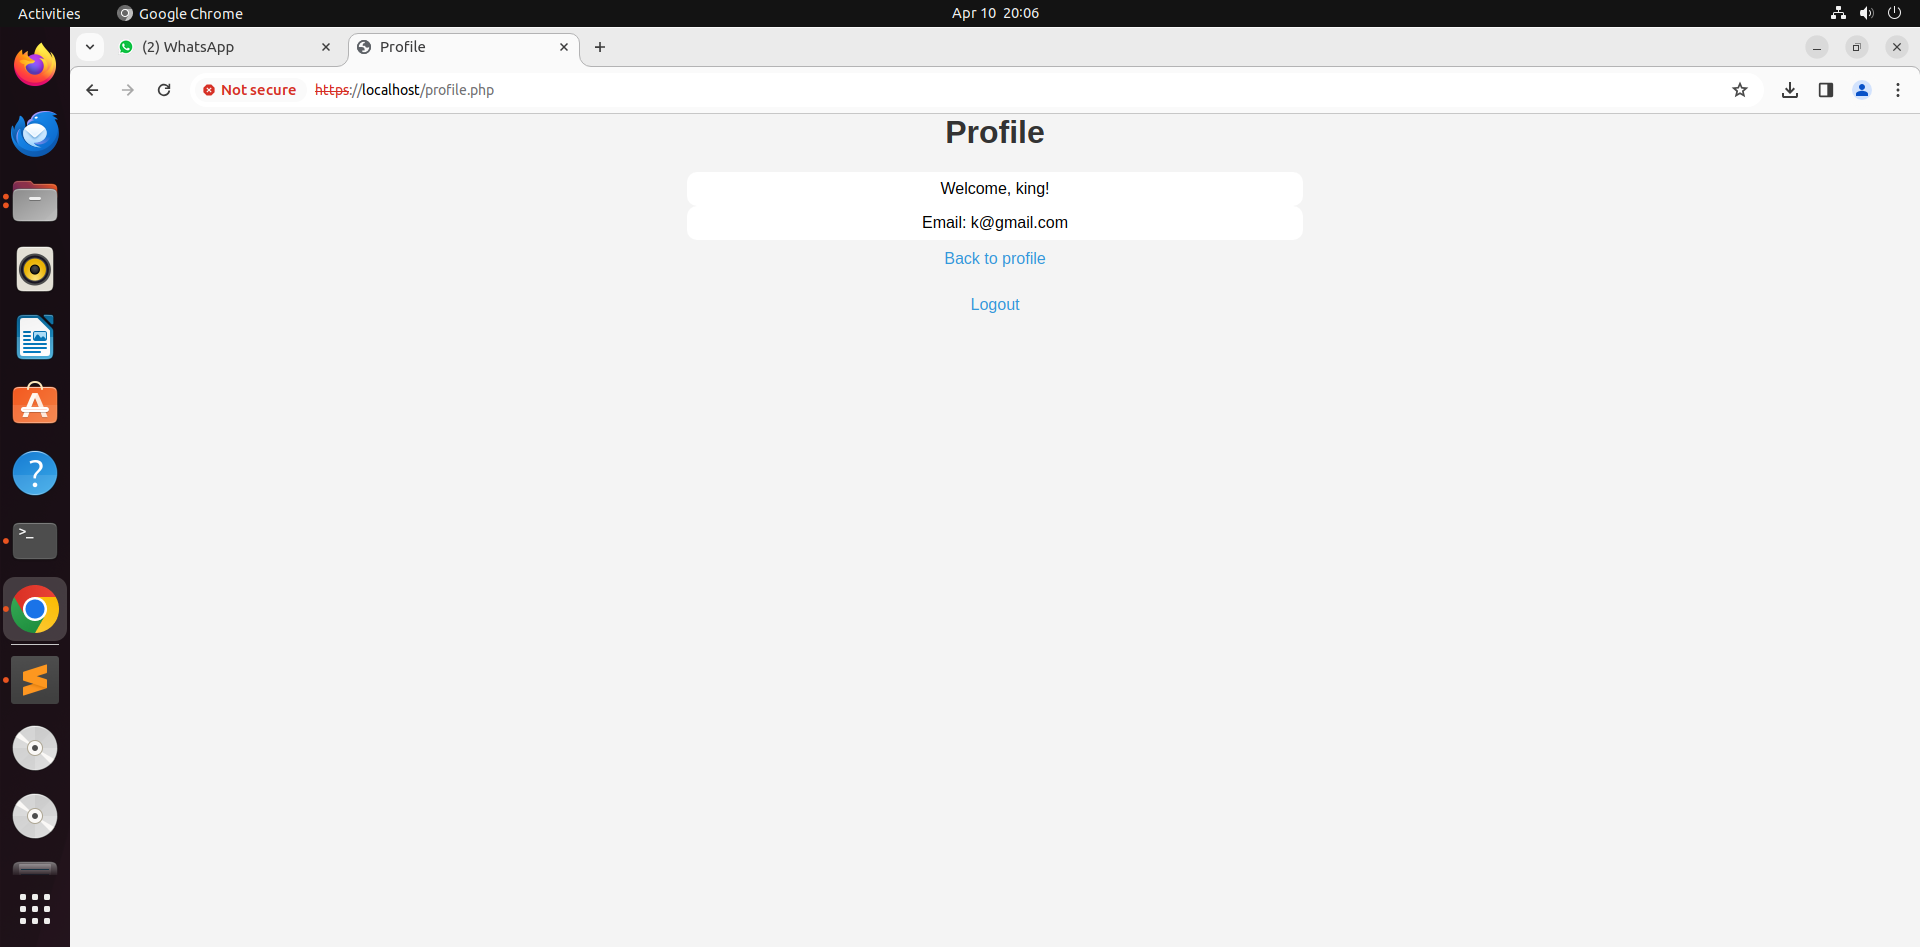 Activities
Google Chrome
Apr 10 20:06
(2) WhatsApp
Profile
Not secure
https://localhost/profile.php
Profile
Welcome, king!
Email: k@gmail.com
Back to profile
Logout